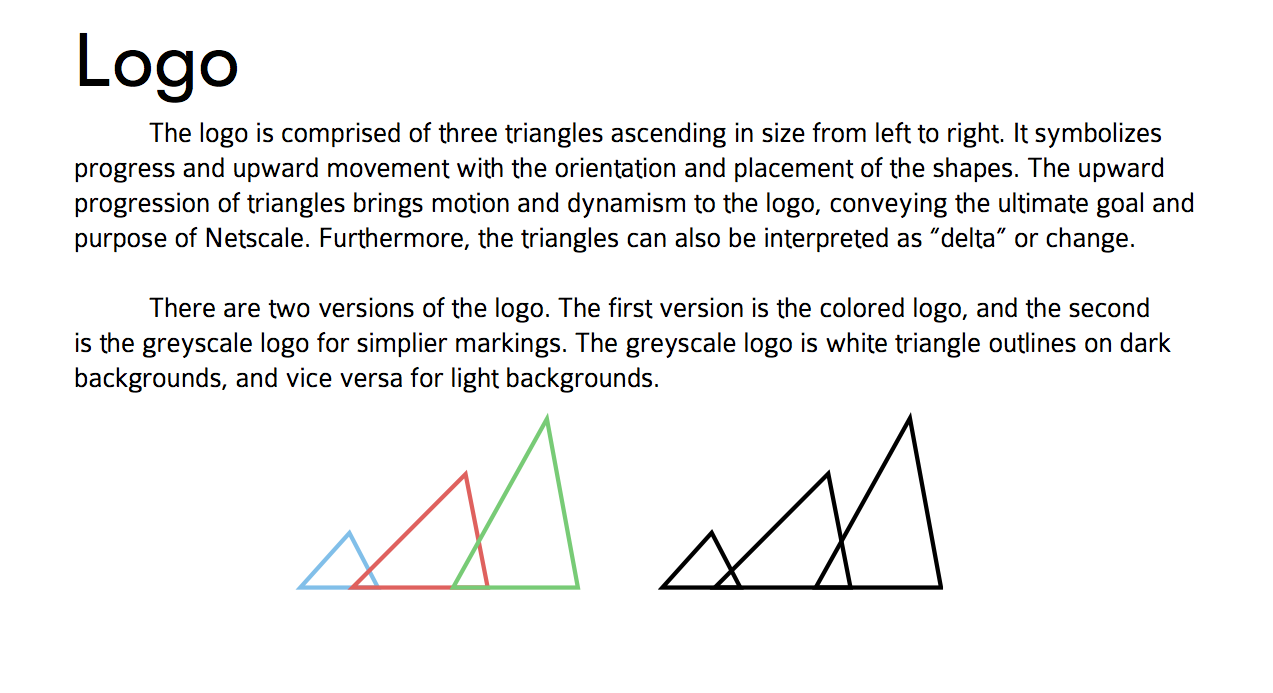 Logo
The logo is comprised of three triangles ascending in size from left to right. It symbolizes
progress and upward movement with the orientation and placement of the shapes. The upward
progression of triangles brings motion and dynamism to the logo, conveying the ultimate goal and
purpose of Netscale. Furthermore, the triangles can also be interpreted as “delta” or change.
There are two versions of the logo. The first version is the colored logo, and the second
is the greyscale logo for simplier markings. The greyscale logo is white triangle outlines on dark
backgrounds, and vice versa for light backgrounds.